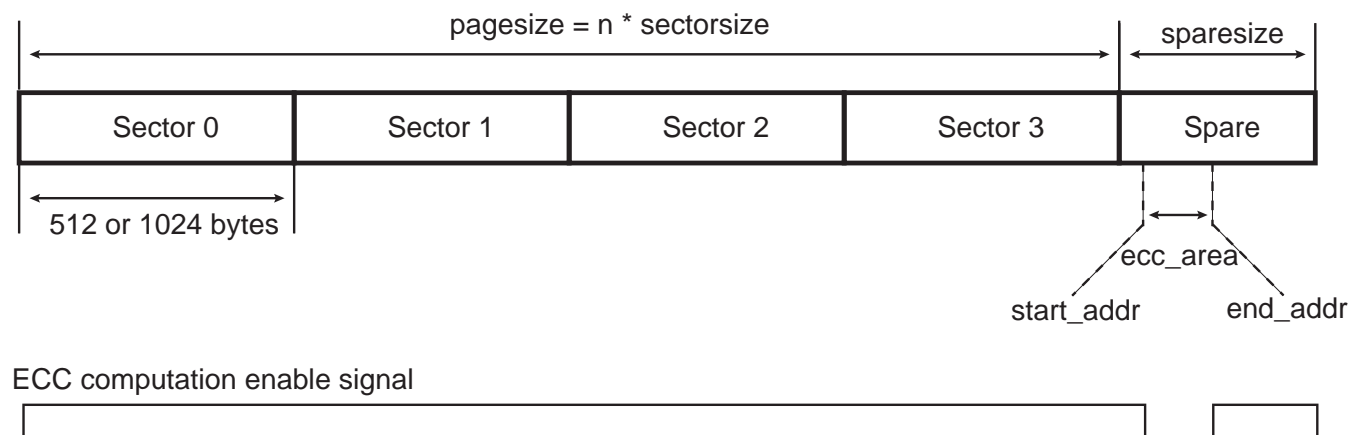 pagesize = n * sectorsize
sparesize
Sector 0
Sector 1
Sector 2
Sector 3
Spare
512 or 1024 bytes
ecc_area
start_addr
end_addr
ECC computation enable signal